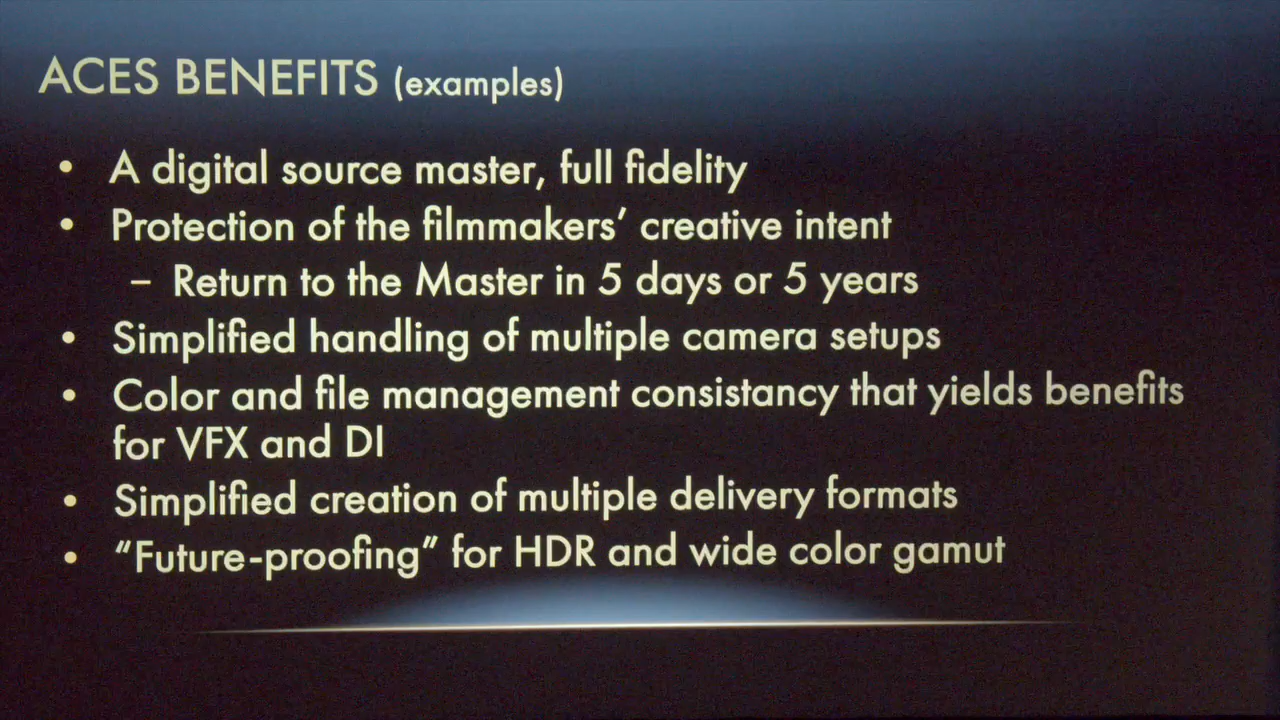 ACES BENEFITS (examples)
• A digital source master, full fidelity
• Protection of the filmmakers’ creative intent
– Return to the Master in 5 days or 5 years
• Simplified handling of multiple camera setups
• Color and file management consistancy that yields benefits
for VFX and DI
• Simplified creation of multiple delivery formats
• “Future-proofing” for HDR and wide color gamut